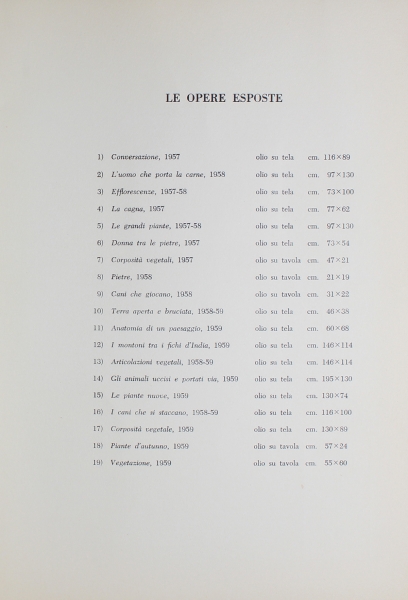 LE OPERE ESPOSTE
1) Conversazione, 1957 olio su tela cm. 116×89
2) L'uomo che porta la carne, 1958 olio su tela cm. 97×130
3) Efflorescenze, 1957-58 olio su tela cm. 73×100
4) La cagna, 1957 olio su tela cm. 77×62
5) Le grandi piante, 1957-58 olio su tela cm. 97×130
6) Donna tra le pietre, 1957 olio su tela cm. 73×54
7) Corposità vegetali, 1957 olio su tavola cm. 47×21
8) Pietre, 1958 olio su tavola cm. 21×19
9) Cani che giocano, 1958 olio su tavola cm. 31×22
10) Terra aperta e bruciata, 1958-59 olio su tela cm. 46×38
11) Anatomia di un paesaggio, 1959 olio su tela cm. 60×68
12) I montoni tra i fichi d'India, 1959 olio su tela cm. 146×114
13) Articolazioni vegetali, 1958-59 olio su tela cm. 146×114
14) Gli animali uccisi e portati via, 1959 olio su tela cm. 195×130
15) Le piante nuove, 1959 olio su tela cm. 130×74
16) I cani che si staccano, 1958-59 olio su tela cm. 116×100
17) Corposità vegetale, 1959 olio su tela cm. 130×89
18) Piante d'autunno, 1959 olio su tavola cm. 57×24
19) Vegetazione, 1959 olio su tavola cm. 55×60